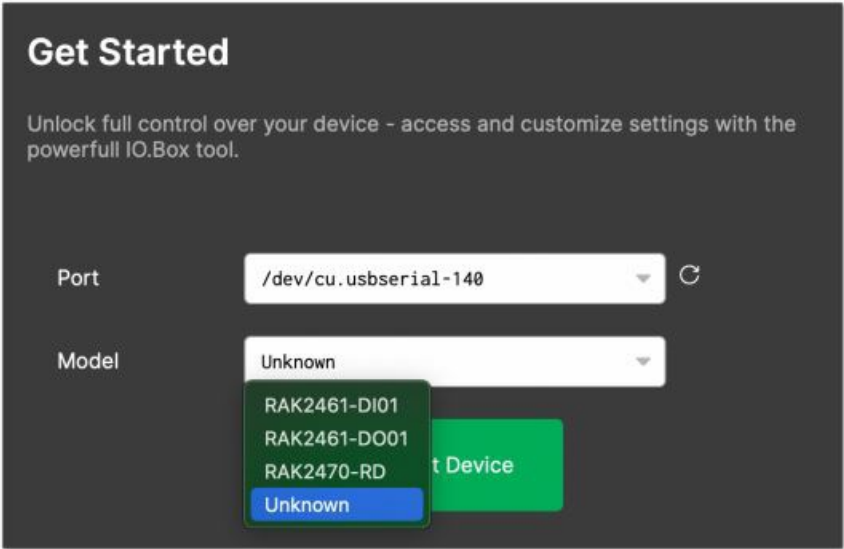 Get Started
Unlock full control over your device - access and customize settings with the
powerfull IO.Box tool.
Port
/dev/cu.usbserial-140
Model
Unknown
RAK2461-DI01
RAK2461-DO01
RAK2470-RD
t Device
Unknown